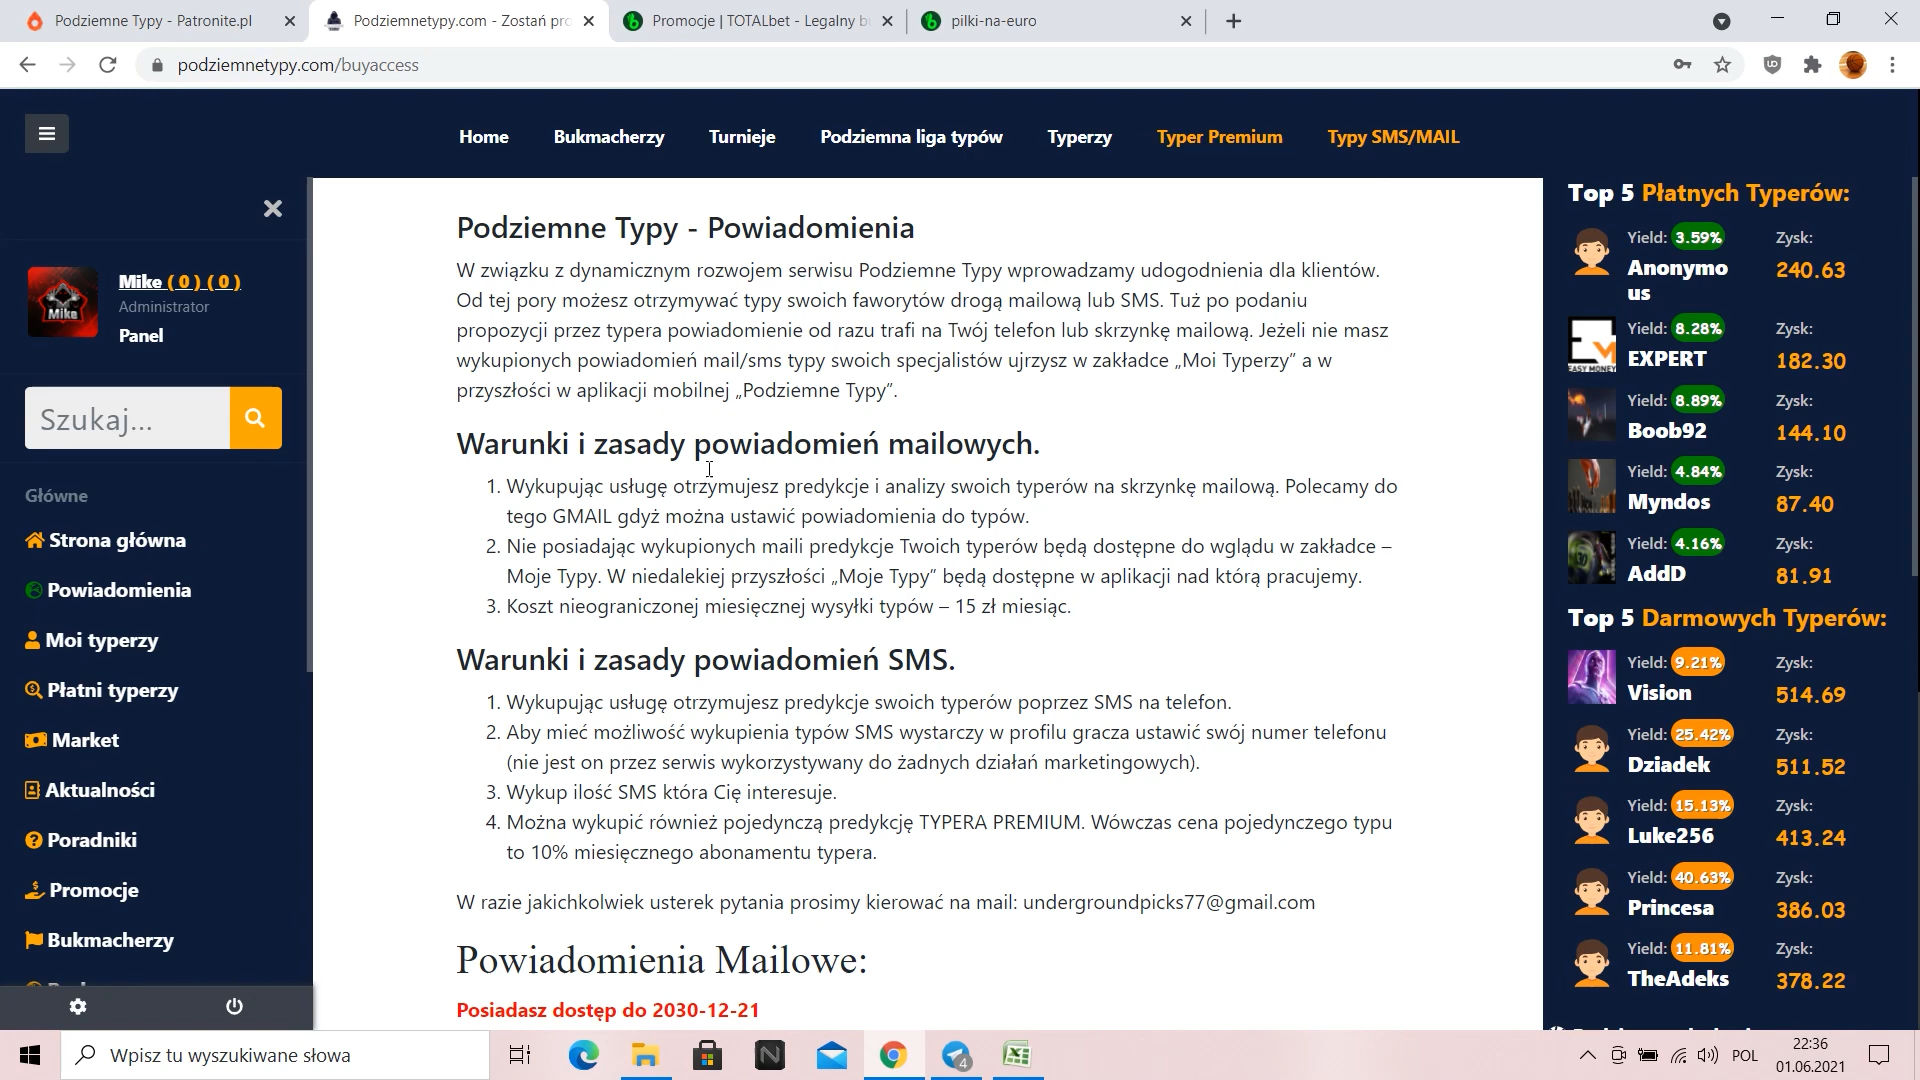 Podziemne Typy - Patronite.pl
Podziemnetypy.com - Zostań pro
Promocje | TOTALbet - Legalny b
pilki-na-euro
podziemnetypy.com/buyaccess
Home
Bukmacherzy
Turnieje
Podziemna liga typów
Typerzy
Typer Premium
Typy SMS/MAIL
Mike ( 0 ) ( 0 )
Administrator
Panel
Mike
Szukaj...
Główne
Strona główna
Powiadomienia
Moi typerzy
Płatni typerzy
Market
Aktualności
Poradniki
Promocje
Bukmacherzy
Podziemne Typy - Powiadomienia
W związku z dynamicznym rozwojem serwisu Podziemne Typy wprowadzamy udogodnienia dla klientów.
Od tej pory możesz otrzymywać typy swoich faworytów drogą mailową lub SMS. Tuż po podaniu
propozycji przez typera powiadomienie od razu trafi na Twój telefon lub skrzynkę mailową. Jeżeli nie masz
wykupionych powiadomień mail/sms typy swoich specjalistów ujrzysz w zakładce „Moi Typerzy” a w
przyszłości w aplikacji mobilnej „Podziemne Typy”.
Warunki i zasady powiadomień mailowych.
1. Wykupując usługę otrzymujesz predykcje i analizy swoich typerów na skrzynkę mailową. Polecamy do
tego GMAIL gdyż można ustawić powiadomienia do typów.
2. Nie posiadając wykupionych maili predykcje Twoich typerów będą dostępne do wglądu w zakładce –
Moje Typy. W niedalekiej przyszłości „Moje Typy” będą dostępne w aplikacji nad którą pracujemy.
3. Koszt nieograniczonej miesięcznej wysyłki typów – 15 zł miesiąc.
Warunki i zasady powiadomień SMS.
1. Wykupując usługę otrzymujesz predykcje swoich typerów poprzez SMS na telefon.
2. Aby mieć możliwość wykupienia typów SMS wystarczy w profilu gracza ustawić swój numer telefonu
(nie jest on przez serwis wykorzystywany do żadnych działań marketingowych).
3. Wykup ilość SMS która Cię interesuje.
4. Można wykupić również pojedynczą predykcję TYPERA PREMIUM. Wówczas cena pojedynczego typu
to 10% miesięcznego abonamentu typera.
W razie jakichkolwiek usterek pytania prosimy kierować na mail: undergroundpicks77@gmail.com
Powiadomienia Mailowe:
Posiadasz dostęp do 2030-12-21
Top 5 Płatnych Typerów:
Yield: 3.59% Zysk:
Anonymo
us
240.63
Yield: 8.28% Zysk:
EXPERT 182.30
EASY MONEY
Yield: 8.89% Zysk:
Boob92 144.10
Yield: 4.84% Zysk:
Myndos 87.40
Yield: 4.16% Zysk:
AddD 81.91
Top 5 Darmowych Typerów:
Yield: 9.21% Zysk:
Vision 514.69
Yield: 25.42% Zysk:
Dziadek 511.52
Yield: 15.13% Zysk:
Luke256 413.24
Yield: 40.63% Zysk:
Princesa 386.03
Yield: 11.81% Zysk:
TheAdeks 378.22
Wpisz tu wyszukiwane słowa
4
POL
22:36
01.06.2021